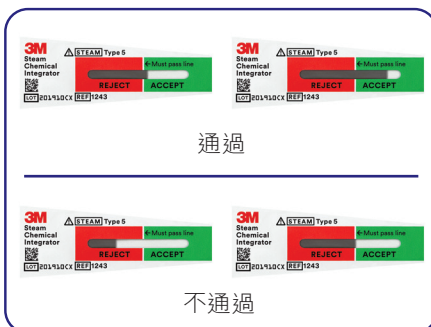 3M
Steam
Chemical
Integrator
STEAM Type 5
←Must pass line
REJECT ACCEPT
LOT 201910CX REF 1243
3M
Steam
Chemical
Integrator
STEAM Type 5
←Must pass line
REJECT ACCEPT
LOT 201910CX REF 1243
通過
3M
Steam
Chemical
Integrator
STEAM Type 5
←Must pass line
REJECT ACCEPT
LOT 201910CX REF 1243
3M
Steam
Chemical
Integrator
STEAM Type 5
←Must pass line
REJECT ACCEPT
LOT 201910CX REF 1243
不通過